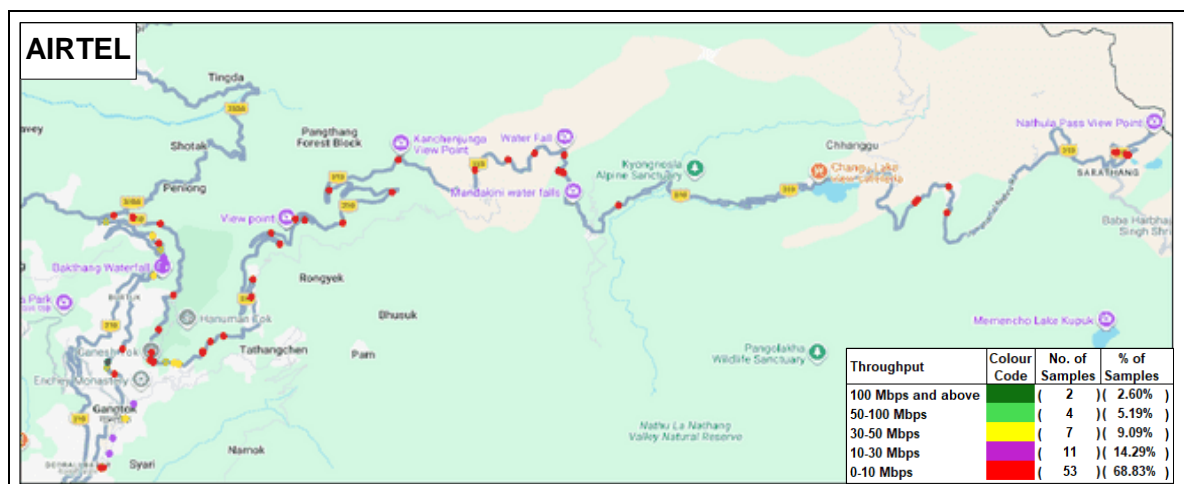 AIRTEL
Tingda
Shotak
Penlong
Pangthang
Forest Block
Kanchenjunga
View Point
Water Fall
Mandakini water falls
Kyongnosla
Alpine Sanctuary
Chhanggu
Nathula Pass View Point
SARATHANG
Baba Harbhaj
Singh Shri
View point
Bakthang Waterfall
BURTUK
Rongyek
Bhusuk
Hanuman Tok
Ganesh Tok
Tathangchen
Pam
Enchey Monastery
Gangtok
Syari
Namok
Memencho Lake Kupuk
Pangolakha
Wildlife Sanctuary
Nathu La Nathang
Valley Natural Reserve
310
Throughput Colour Code No. of Samples % of Samples
100 Mbps and above ( 2 )( 2.60% )
50-100 Mbps ( 4 )( 5.19% )
30-50 Mbps ( 7 )( 9.09% )
10-30 Mbps ( 11 )( 14.29% )
0-10 Mbps ( 53 )( 68.83% )